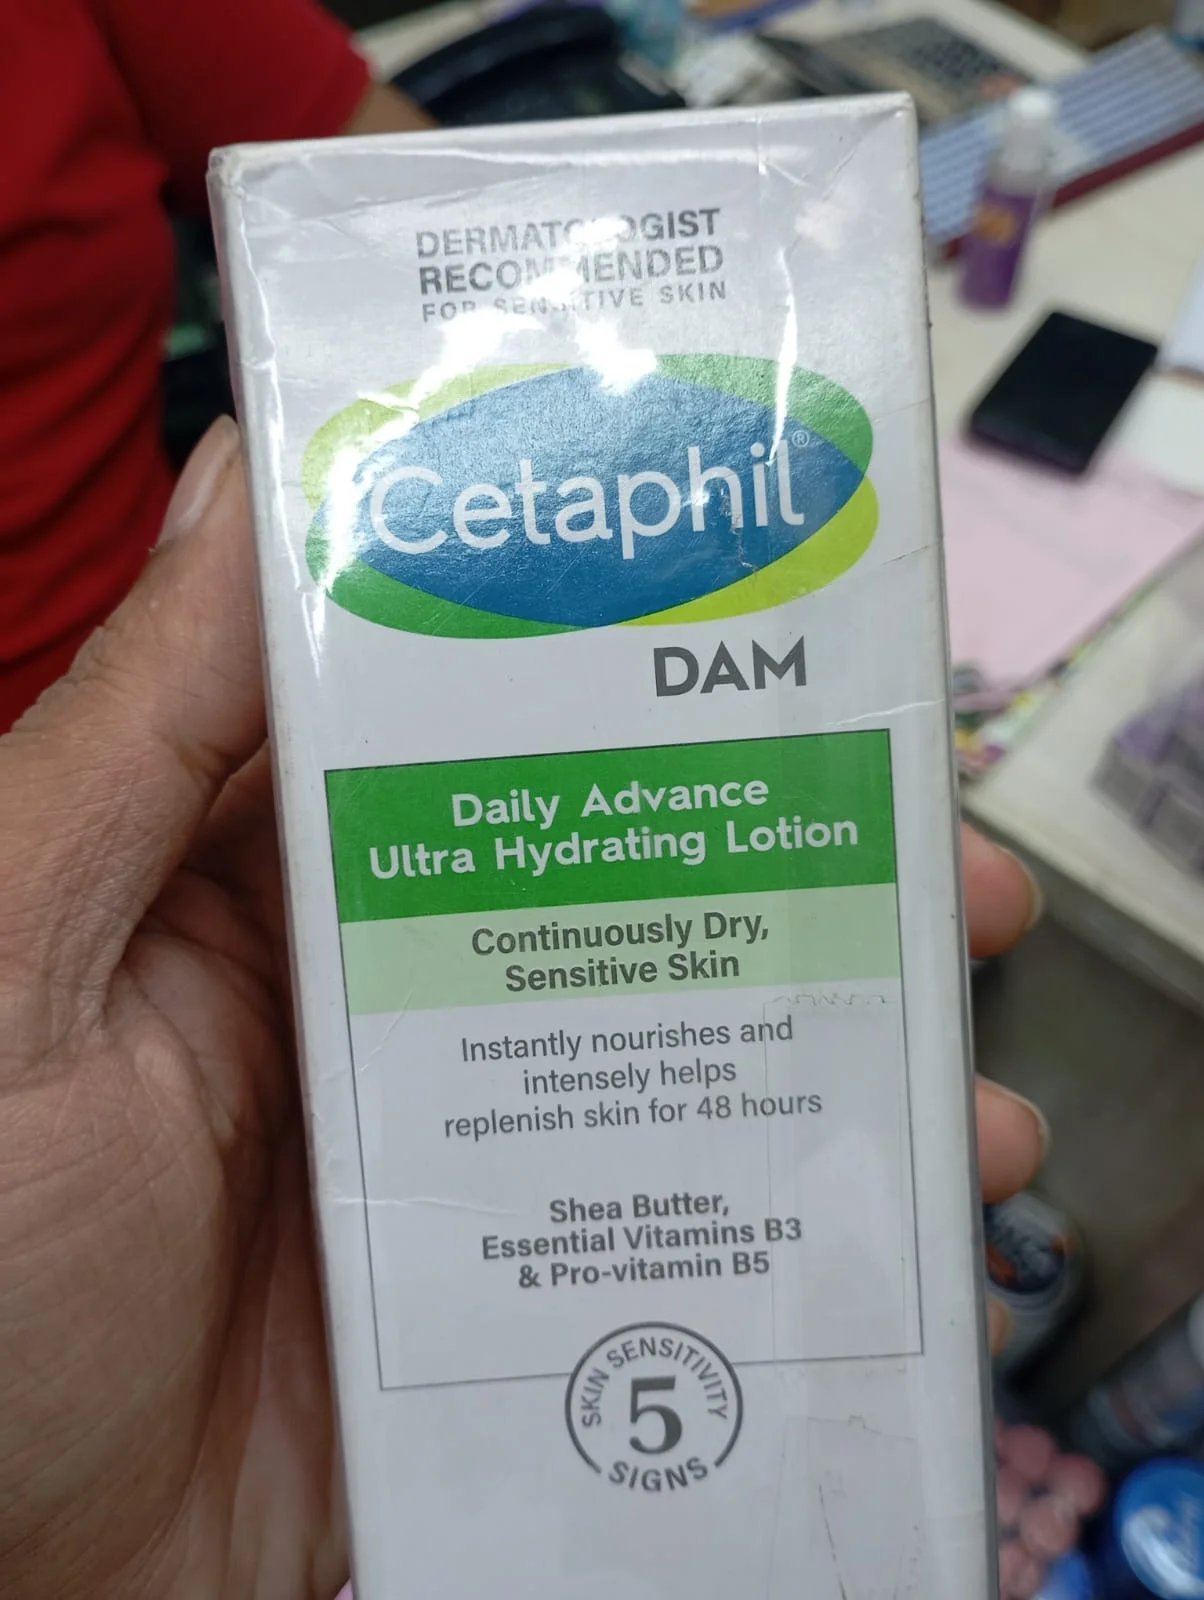 DERMATOLOGIST
RECOMMENDED
FOR SENSITIVE SKIN
Cetaphil®
DAM
Daily Advance
Ultra Hydrating Lotion
Continuously Dry,
Sensitive Skin
Instantly nourishes and
intensely helps
replenish skin for 48 hours
Shea Butter,
Essential Vitamins B3
& Pro-vitamin B5
SKIN SENSITIVITY
5
SIGNS